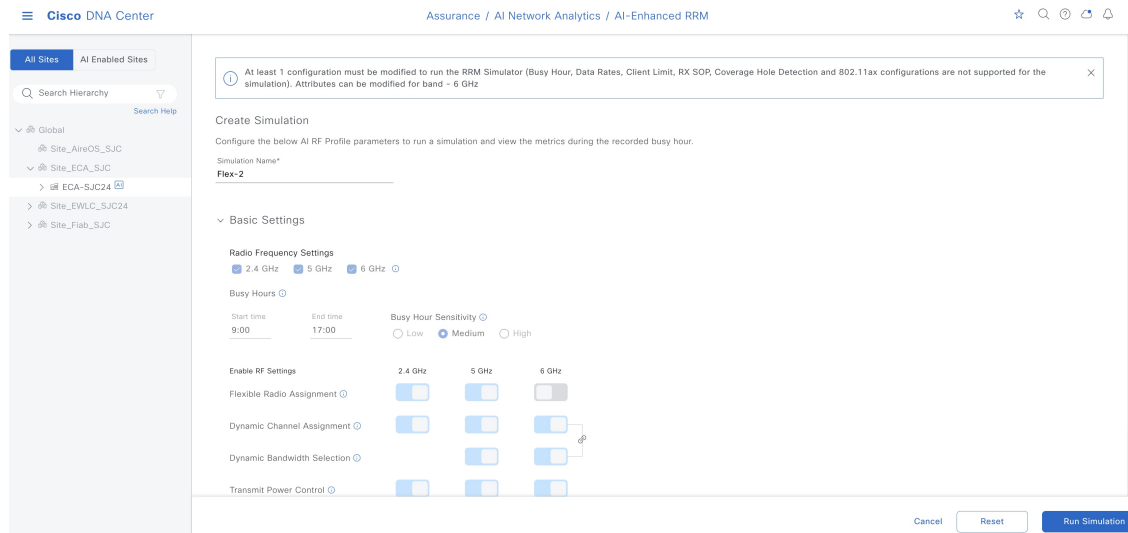 Cisco DNA Center
Assurance / AI Network Analytics / AI-Enhanced RRM
All Sites
AI Enabled Sites
Search Hierarchy
Search Help
Global
Site_AireOS_SJC
Site_ECA_SJC
ECA-SJC24 AI
Site_EWLC_SJC24
Site_Fiab_SJC
At least 1 configuration must be modified to run the RRM Simulator (Busy Hour, Data Rates, Client Limit, RX SOP, Coverage Hole Detection and 802.11ax configurations are not supported for the
simulation). Attributes can be modified for band - 6 GHz
Create Simulation
Configure the below AI RF Profile parameters to run a simulation and view the metrics during the recorded busy hour.
Simulation Name*
Flex-2
Basic Settings
Radio Frequency Settings
2.4 GHz 5 GHz 6 GHz
Busy Hours
Start time End time Busy Hour Sensitivity
9:00 17:00 Low Medium High
Enable RF Settings 2.4 GHz 5 GHz 6 GHz
Flexible Radio Assignment
Dynamic Channel Assignment
Dynamic Bandwidth Selection
Transmit Power Control
Cancel Reset Run Simulation